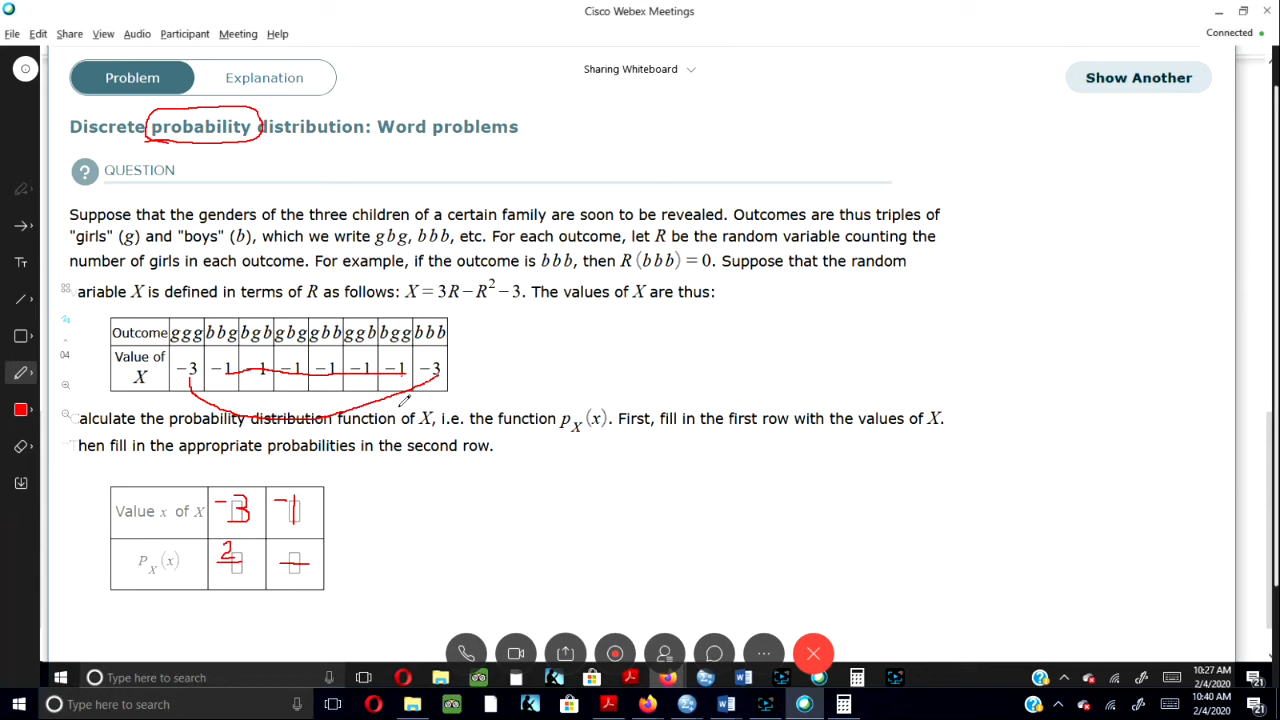 Cisco Webex Meetings
File Edit Share View Audio Participant Meeting Help
Connected
Problem Explanation
Sharing Whiteboard
Show Another
Discrete probability distribution: Word problems
? QUESTION
Suppose that the genders of the three children of a certain family are soon to be revealed. Outcomes are thus triples of
"girls" (g) and "boys" (b), which we write gbg, bbb, etc. For each outcome, let R be the random variable counting the
number of girls in each outcome. For example, if the outcome is bbb, then R(bbb)=0. Suppose that the random
ariable X is defined in terms of R as follows: X=3R−R²−3. The values of X are thus:
Outcome ggg bbg bgb gbg gbb ggb bgg bbb
Value of X −3 −1 −1 −1 −1 −1 −1 −3
04
alculate the probability distribution function of X, i.e. the function pX(x). First, fill in the first row with the values of X.
hen fill in the appropriate probabilities in the second row.
Value x of X -3 -1
PX(x) 2
Type here to search
10:27 AM
2/4/2020
21
Type here to search
10:40 AM
2/4/2020
21